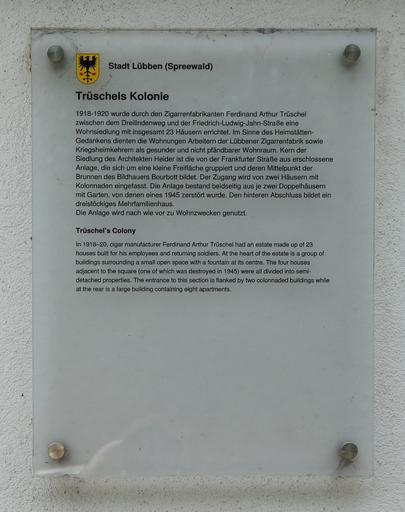 Stadt Lübben (Spreewald)
Trüschels Kolonie
1918-1920 wurde durch den Zigarrenfabrikanten Ferdinand Arthur Trüschel
zwischen dem Dreilindenweg und der Friedrich-Ludwig-Jahn-Straße eine
Wohnsiedlung mit insgesamt 23 Häusern errichtet. Im Sinne des Heimstätten-
Gedankens dienten die Wohnungen Arbeitern der Lübbener Zigarrenfabrik sowie
Kriegsheimkehrern als gesunder und nicht pfändbarer Wohnraum. Kern der
Siedlung des Architekten Heider ist die von der Frankfurter Straße aus erschlossene
Anlage, die sich um eine kleine Freifläche gruppiert und deren Mittelpunkt der
Brunnen des Bildhauers Bourbott bildet. Der Zugang wird von zwei Häusern mit
Kolonnaden eingefasst. Die Anlage bestand beidseitig aus je zwei Doppelhäusern
mit Garten, von denen eines 1945 zerstört wurde. Den hinteren Abschluss bildet ein
dreistöckiges Mehrfamilienhaus.
Die Anlage wird nach wie vor zu Wohnzwecken genutzt.
Trüschel's Colony
In 1918–20, cigar manufacturer Ferdinand Arthur Trüschel had an estate made up of 23
houses built for his employees and returning soldiers. At the heart of the estate is a group of
buildings surrounding a small open space with a fountain at its centre. The four houses
adjacent to the square (one of which was destroyed in 1945) were all divided into semi-
detached properties. The entrance to this section is flanked by two colonnaded buildings while
at the rear is a large building containing eight apartments.